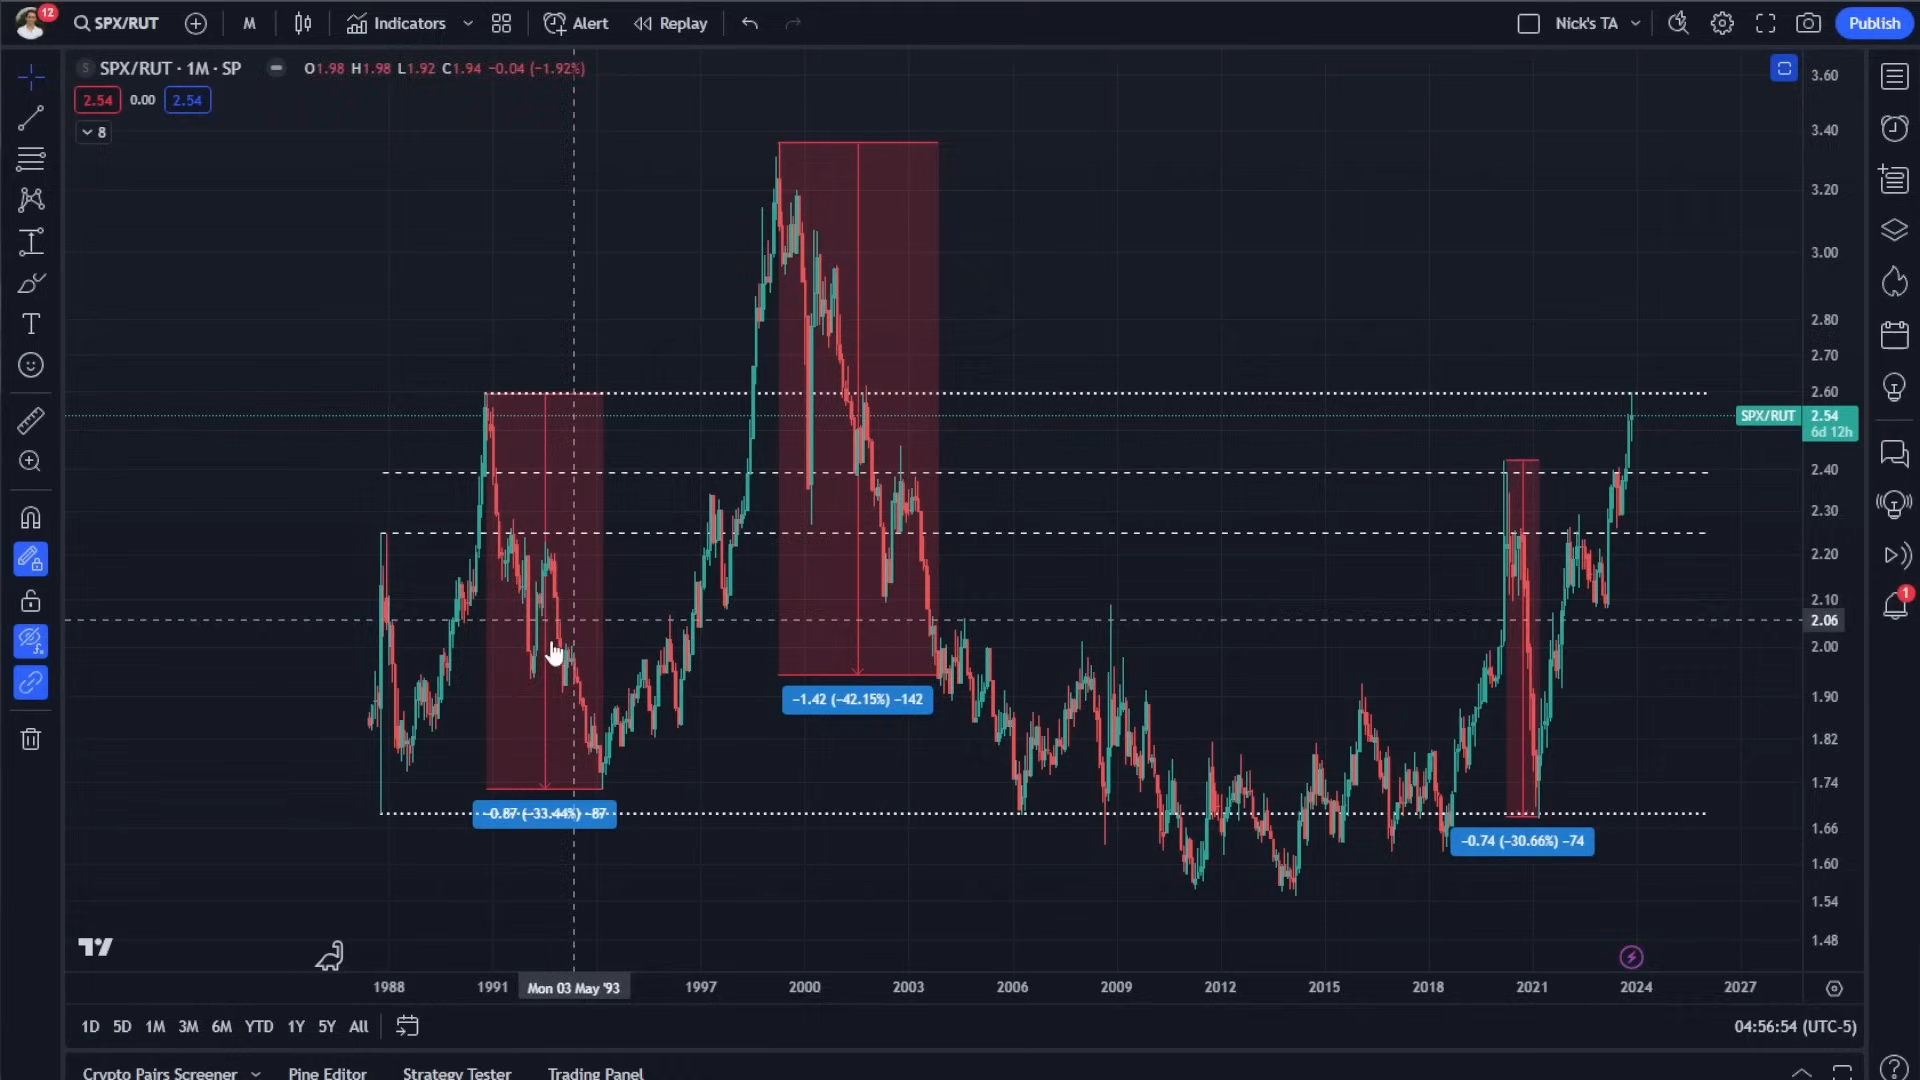 12
SPX/RUT
M
Indicators
Alert
Replay
Nick's TA
Publish
S SPX/RUT · 1M · SP O1.98 H1.98 L1.92 C1.94 −0.04 (−1.92%)
2.54 0.00 2.54
8
3.60
3.40
3.20
3.00
2.80
2.70
2.60
SPX/RUT 2.54
6d 12h
2.40
2.30
2.20
2.10
2.06
2.00
1.90
1.82
1.74
1.66
1.60
1.54
1.48
1
T
−1.42 (−42.15%) −142
−0.87 (−33.44%) −87
−0.74 (−30.66%) −74
1988
1991
Mon 03 May '93
1997
2000
2003
2006
2009
2012
2015
2018
2021
2024
2027
1D 5D 1M 3M 6M YTD 1Y 5Y All
04:56:54 (UTC-5)
Crypto Pairs Screener
Pine Editor
Strategy Tester
Trading Panel